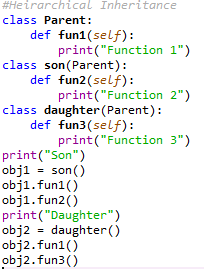 #Heirarchical Inheritance
class Parent:
    def fun1(self):
        print("Function 1")
class son(Parent):
    def fun2(self):
        print("Function 2")
class daughter(Parent):
    def fun3(self):
        print("Function 3")
print("Son")
obj1 = son()
obj1.fun1()
obj1.fun2()
print("Daughter")
obj2 = daughter()
obj2.fun1()
obj2.fun3()